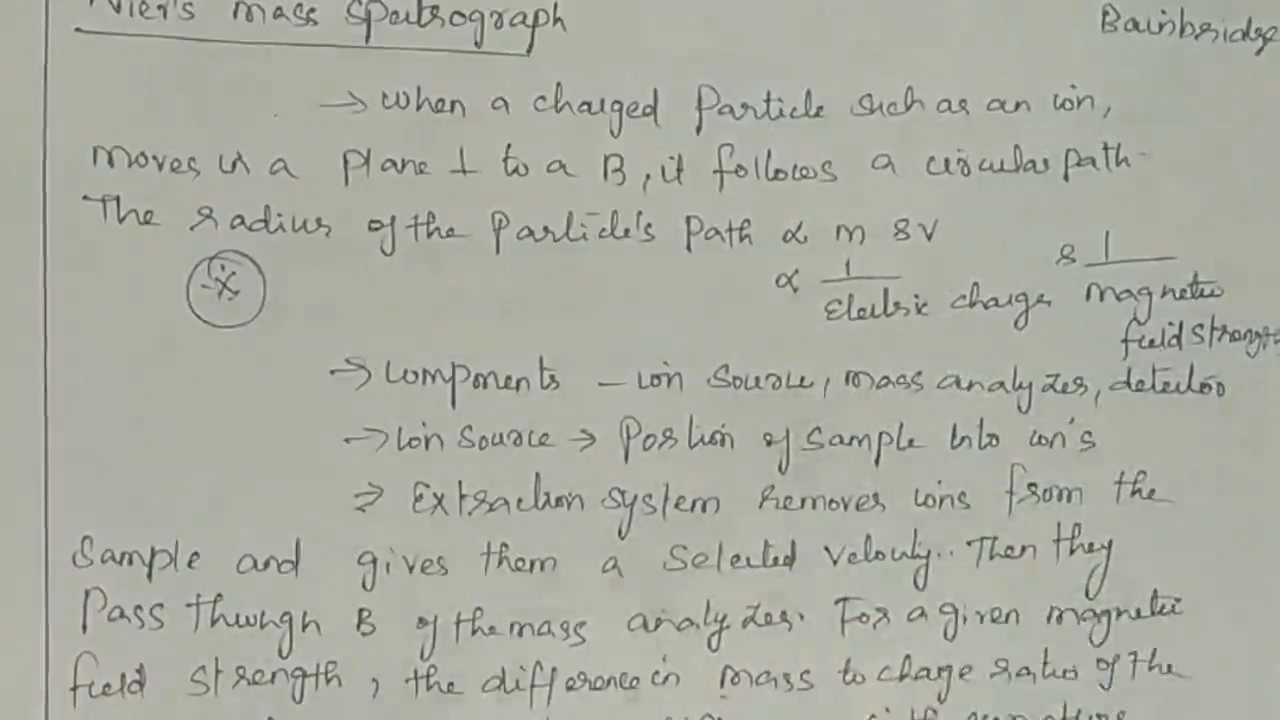 Nier's mass spectrograph
Bainbridge
→ When a charged Particle such as an ion,
moves in a plane ⊥ to a B, it follows a circular path.
The radius of the Particle's Path ∝ m & V
∝ 1/Electric charge & 1/magnetic field strength
→ Components – ion source, mass analyzer, detector
→ Ion source → Portion of sample into ion's
⇒ Extraction system removes ions from the
Sample and gives them a selected velocity.. Then they
Pass through B of the mass analyzer. For a given magnetic
field strength, the difference in mass to charge ratio of the